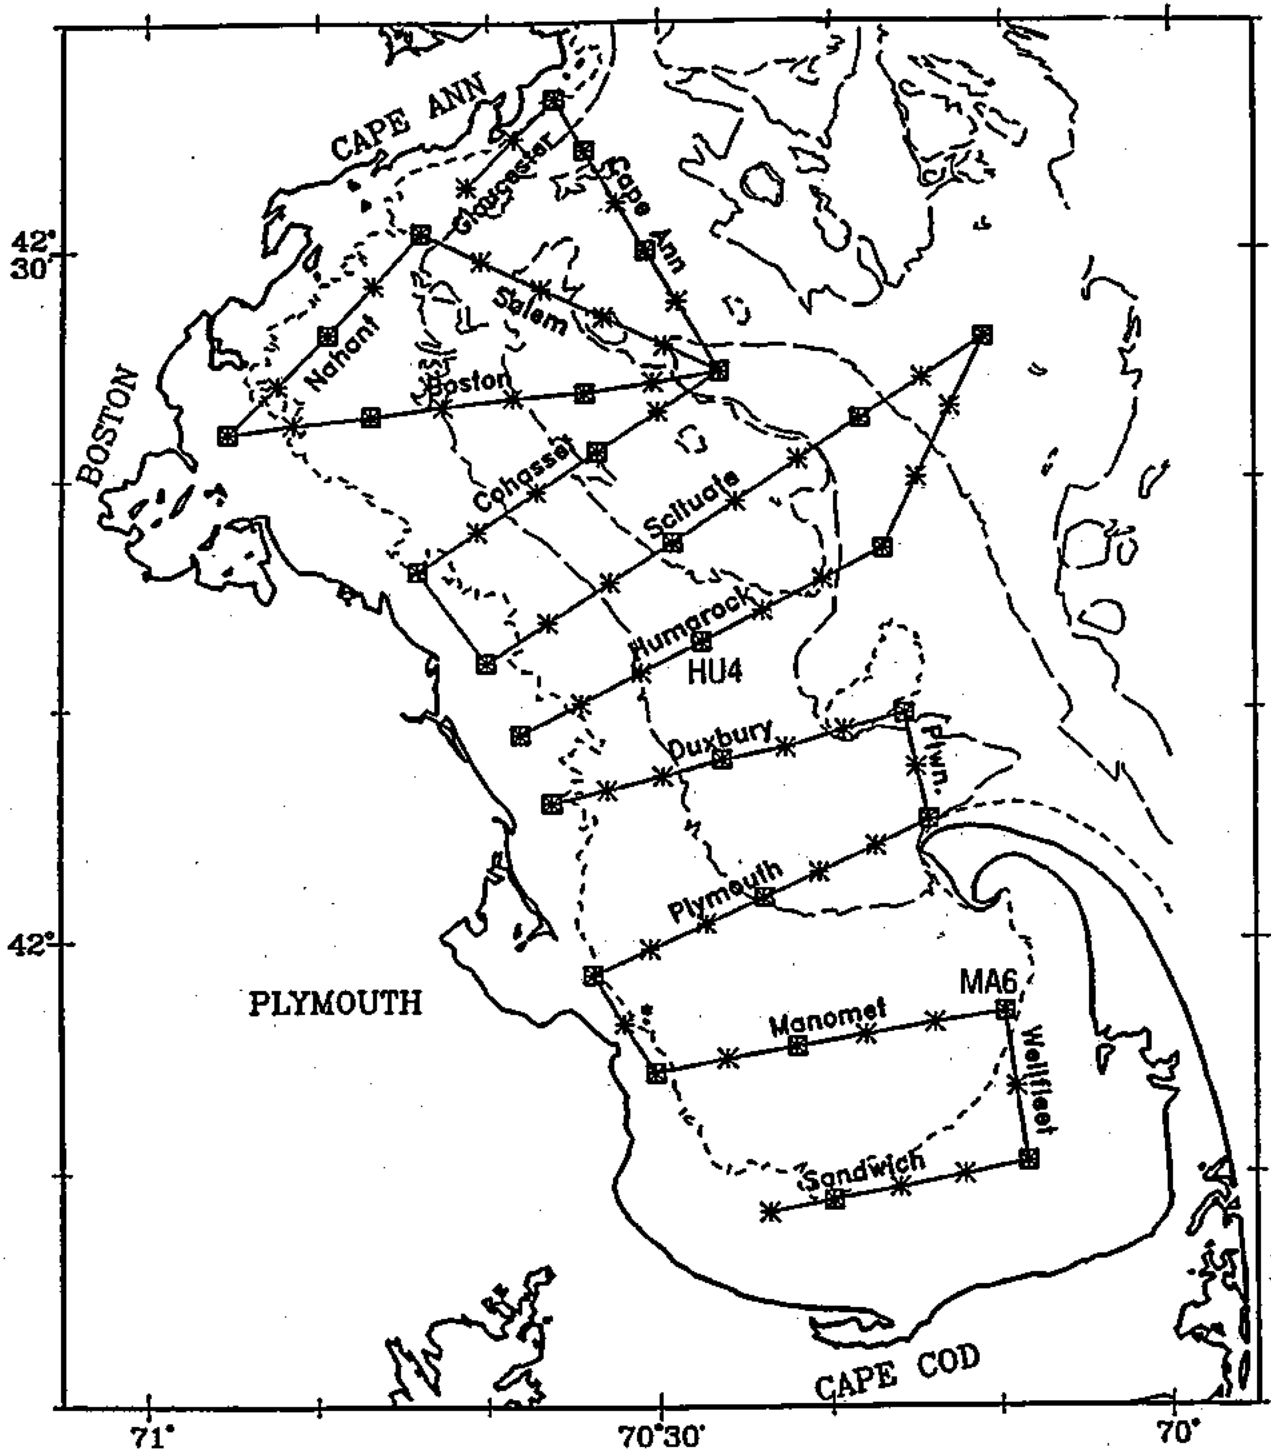 CAPE ANN
Gloucester
Cape Ann
42°
30'
Salem
Nahant
Boston
BOSTON
Cohasset
Scituate
Humarock
HU4
Duxbury
Ptwn.
Plymouth
42°
PLYMOUTH
MA6
Manomet
Wellfleet
Sandwich
CAPE COD
71°
70°30'
70°